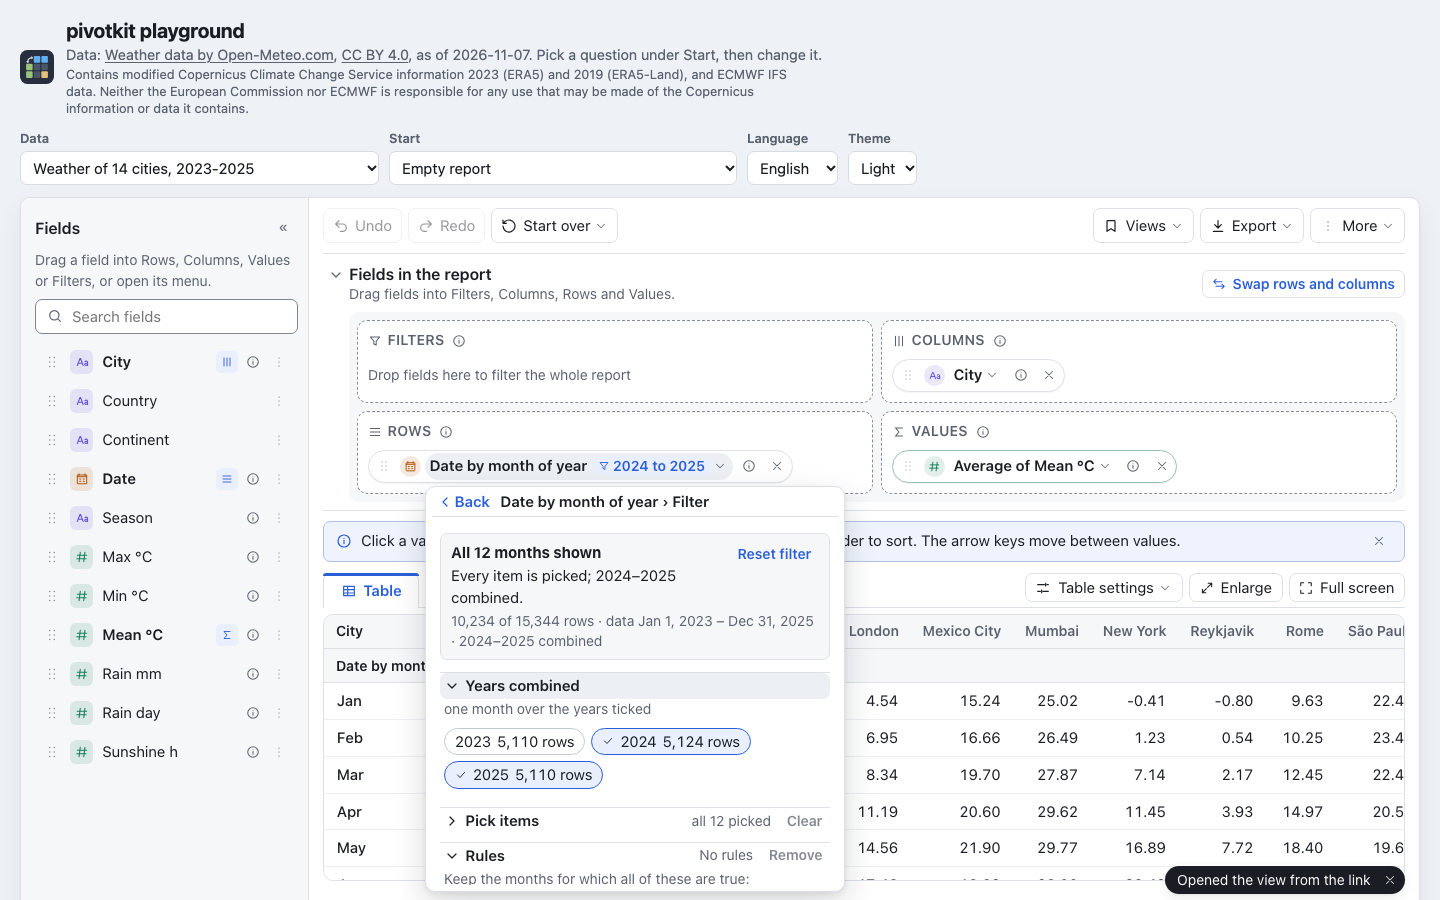 pivotkit playground
Data: Weather data by Open-Meteo.com, CC BY 4.0, as of 2026-11-07. Pick a question under Start, then change it.
Contains modified Copernicus Climate Change Service information 2023 (ERA5) and 2019 (ERA5-Land), and ECMWF IFS
data. Neither the European Commission nor ECMWF is responsible for any use that may be made of the Copernicus
information or data it contains.
Data Start Language Theme
Weather of 14 cities, 2023-2025 Empty report English Light
Fields «
Drag a field into Rows, Columns, Values
or Filters, or open its menu.
Search fields
Aa City
Aa Country
Aa Continent
Date
Aa Season
# Max °C
# Min °C
# Mean °C Σ
# Rain mm
# Rain day
# Sunshine h
Undo Redo Start over Views Export More
Fields in the report
Drag fields into Filters, Columns, Rows and Values.
Swap rows and columns
FILTERS
Drop fields here to filter the whole report
COLUMNS
Aa City
ROWS
Date by month of year 2024 to 2025
Σ VALUES
# Average of Mean °C
Back Date by month of year › Filter
All 12 months shown Reset filter
Every item is picked; 2024–2025
combined.
10,234 of 15,344 rows · data Jan 1, 2023 – Dec 31, 2025
· 2024–2025 combined
Years combined
one month over the years ticked
2023 5,110 rows 2024 5,124 rows
2025 5,110 rows
Pick items all 12 picked Clear
Rules No rules Remove
Keep the months for which all of these are true:
Click a va
der to sort. The arrow keys move between values.
Table Table settings Enlarge Full screen
City London Mexico City Mumbai New York Reykjavik Rome São Paul
Date by mont
Jan 4.54 15.24 25.02 -0.41 -0.80 9.63 22.4
Feb 6.95 16.66 26.49 1.23 0.54 10.25 23.4
Mar 8.34 19.70 27.87 7.14 2.17 12.45 22.4
Apr 11.19 20.60 29.62 11.45 3.93 14.97 20.5
May 14.56 21.90 29.77 16.89 7.72 18.40 19.6
Opened the view from the link